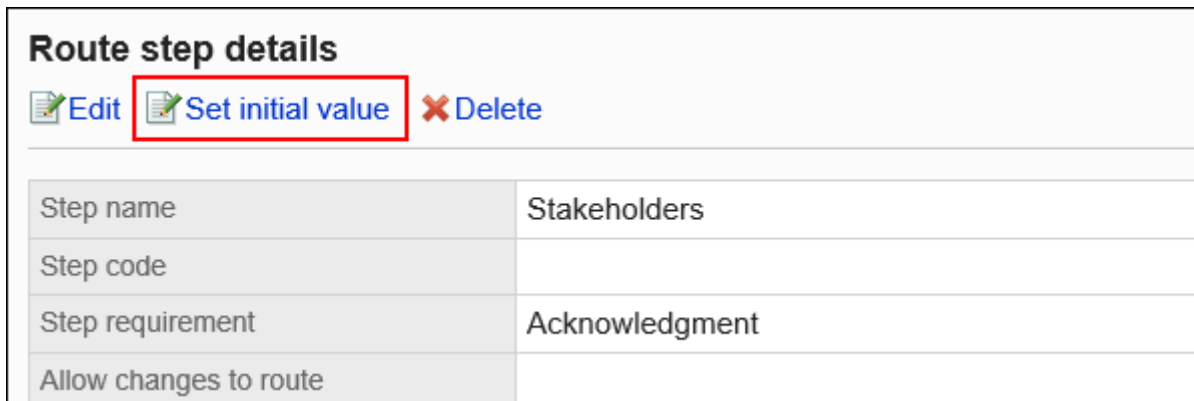 Route step details
Edit Set initial value Delete
Step name Stakeholders
Step code
Step requirement Acknowledgment
Allow changes to route